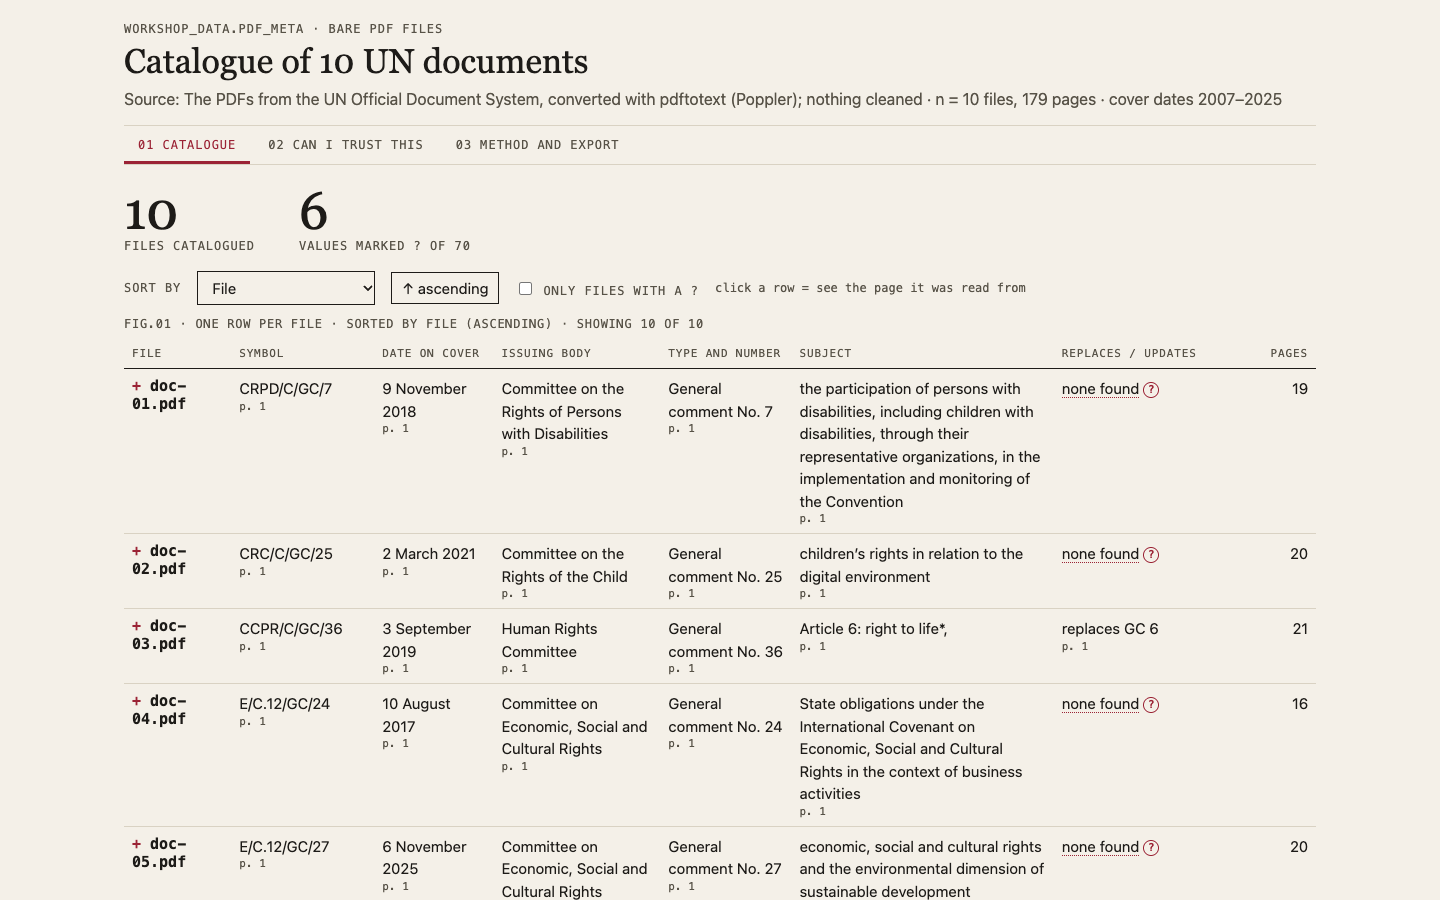 WORKSHOP_DATA.PDF_META · BARE PDF FILES
Catalogue of 10 UN documents
Source: The PDFs from the UN Official Document System, converted with pdftotext (Poppler); nothing cleaned · n = 10 files, 179 pages · cover dates 2007–2025
01 CATALOGUE 02 CAN I TRUST THIS 03 METHOD AND EXPORT
10 6
FILES CATALOGUED VALUES MARKED ? OF 70
SORT BY File ↑ ascending ONLY FILES WITH A ? click a row = see the page it was read from
FIG.01 · ONE ROW PER FILE · SORTED BY FILE (ASCENDING) · SHOWING 10 OF 10
FILE SYMBOL DATE ON COVER ISSUING BODY TYPE AND NUMBER SUBJECT REPLACES / UPDATES PAGES
+ doc-
01.pdf
CRPD/C/GC/7
p. 1
9 November
2018
p. 1
Committee on the
Rights of Persons
with Disabilities
p. 1
General
comment No. 7
p. 1
the participation of persons with
disabilities, including children with
disabilities, through their
representative organizations, in the
implementation and monitoring of
the Convention
p. 1
none found ?
19
+ doc-
02.pdf
CRC/C/GC/25
p. 1
2 March 2021
p. 1
Committee on the
Rights of the Child
p. 1
General
comment No. 25
p. 1
children’s rights in relation to the
digital environment
p. 1
none found ?
20
+ doc-
03.pdf
CCPR/C/GC/36
p. 1
3 September
2019
p. 1
Human Rights
Committee
p. 1
General
comment No. 36
p. 1
Article 6: right to life*,
p. 1
replaces GC 6
p. 1
21
+ doc-
04.pdf
E/C.12/GC/24
p. 1
10 August
2017
p. 1
Committee on
Economic, Social and
Cultural Rights
p. 1
General
comment No. 24
p. 1
State obligations under the
International Covenant on
Economic, Social and Cultural
Rights in the context of business
activities
p. 1
none found ?
16
+ doc-
05.pdf
E/C.12/GC/27
p. 1
6 November
2025
p. 1
Committee on
Economic, Social and
Cultural Rights
General
comment No. 27
p. 1
economic, social and cultural rights
and the environmental dimension of
sustainable development
none found ?
20